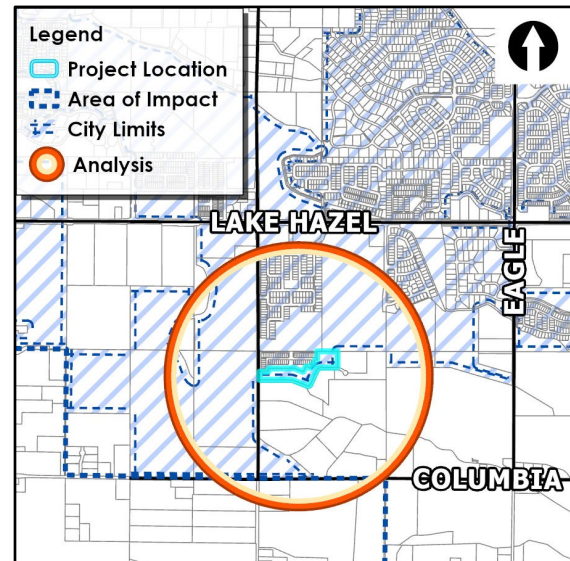 Legend
Project Location
Area of Impact
City Limits
Analysis
LAKE HAZEL
EAGLE
COLUMBIA